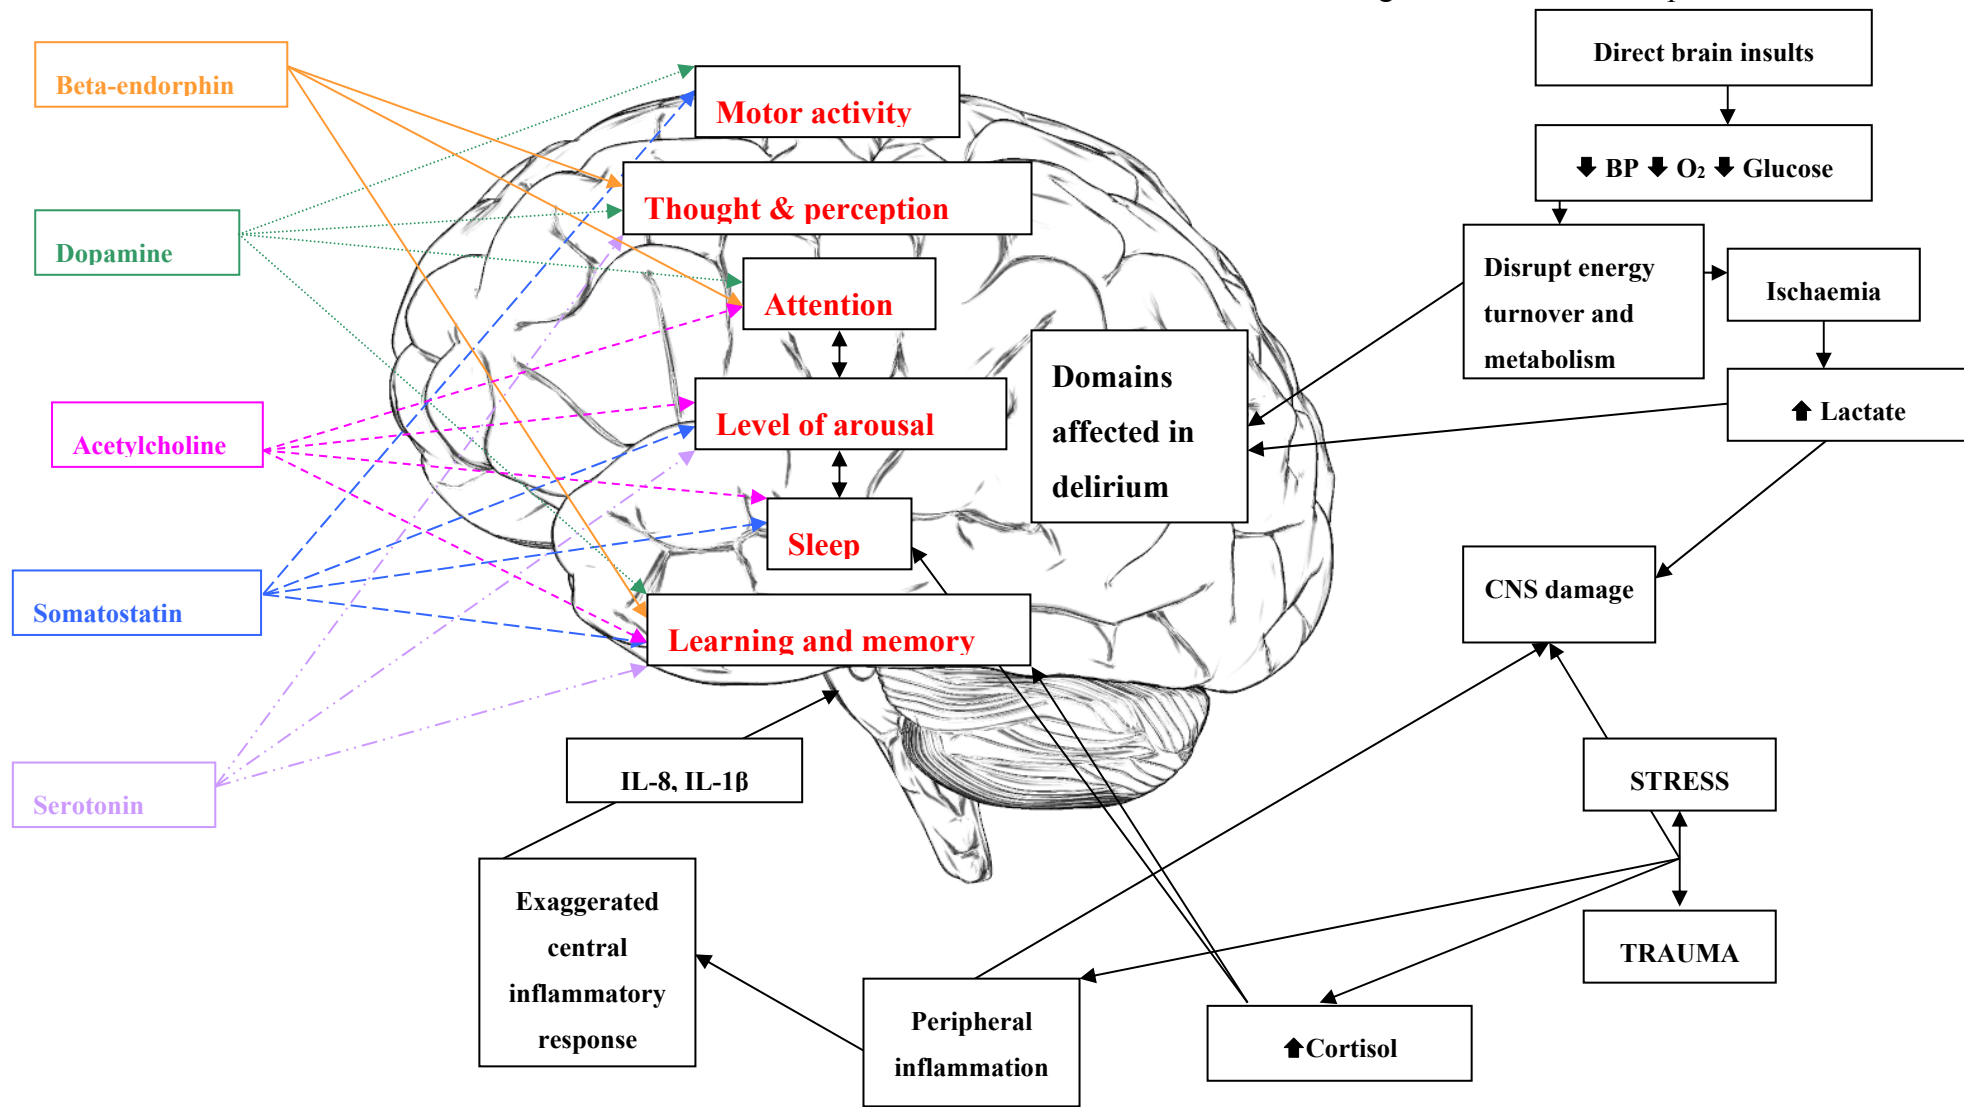 Direct brain insults
Beta-endorphin
Motor activity
🡇 BP 🡇 O₂ 🡇 Glucose
Thought & perception
Dopamine
Disrupt energy
turnover and
metabolism
Ischaemia
Attention
Domains
affected in
delirium
🡅 Lactate
Level of arousal
Acetylcholine
Sleep
CNS damage
Somatostatin
Learning and memory
IL-8, IL-1β
STRESS
Serotonin
Exaggerated
central
inflammatory
response
TRAUMA
Peripheral
inflammation
🡅Cortisol